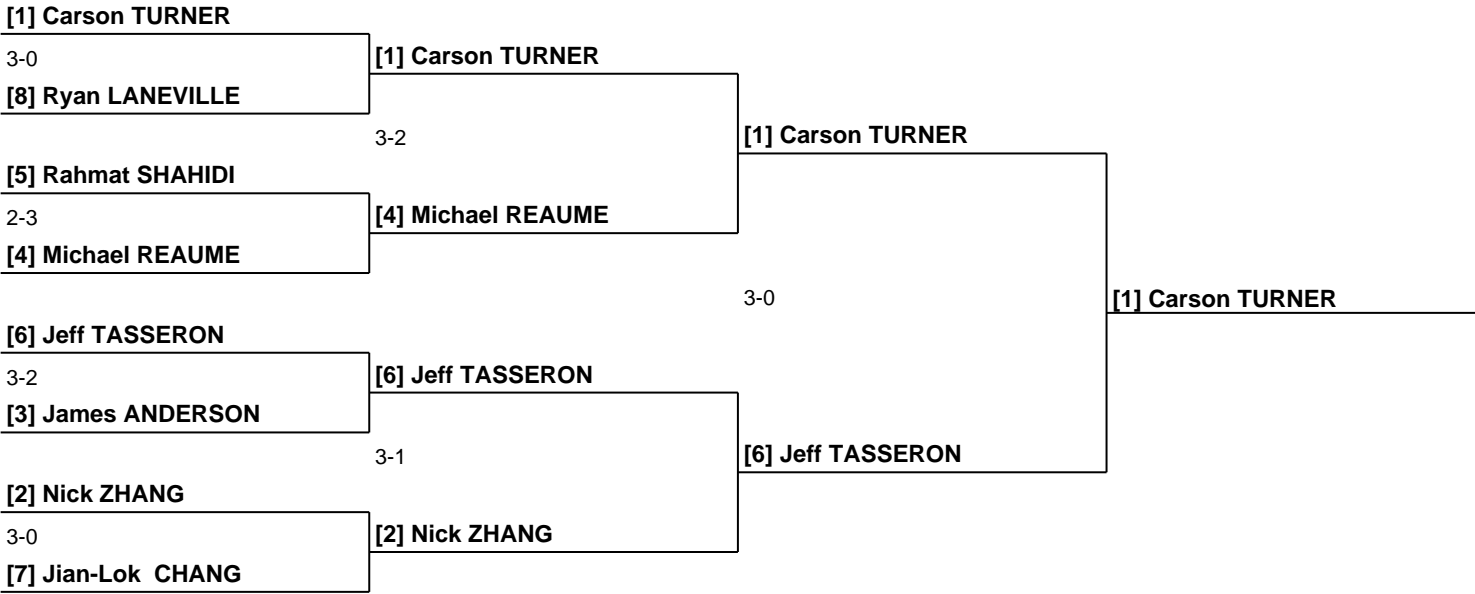 [1] Carson TURNER
3-0
[8] Ryan LANEVILLE
[5] Rahmat SHAHIDI
2-3
[4] Michael REAUME
[6] Jeff TASSERON
3-2
[3] James ANDERSON
[2] Nick ZHANG
3-0
[7] Jian-Lok CHANG
[1] Carson TURNER
3-2
[4] Michael REAUME
[6] Jeff TASSERON
3-1
[2] Nick ZHANG
[1] Carson TURNER
3-0
[6] Jeff TASSERON
[1] Carson TURNER